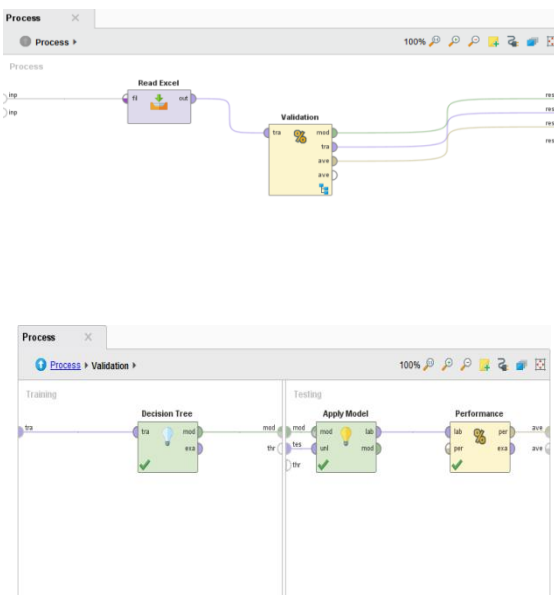 Process
Process
100%
Process
Read Excel
inp
fil out
res
inp
res
Validation
res
tra mod
tra
res
ave
ave
Process
Process Validation
100%
Training
Testing
Decision Tree
Apply Model
Performance
tra
tra mod
mod
mod
mod lab
lab per
ave
exa
thr
tes
unl mod
per exa
ave
thr